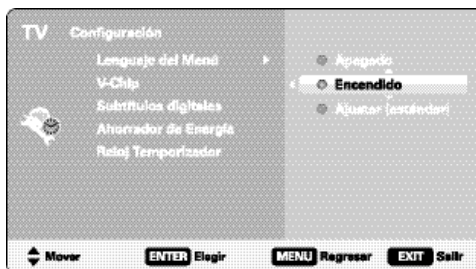 TV Configuración
Lenguaje del Menú
V-Chip
Subtítulos digitales
Ahorrador de Energía
Reloj Temporizador
Apagado
Encendido
Ajustar (estándar)
Mover ENTER Elegir MENU Regresar EXIT Salir